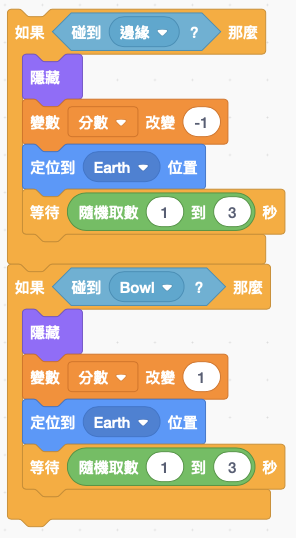 如果 碰到 邊緣 ? 那麼
隱藏
變數 分數 改變 -1
定位到 Earth 位置
等待 隨機取數 1 到 3 秒
如果 碰到 Bowl ? 那麼
隱藏
變數 分數 改變 1
定位到 Earth 位置
等待 隨機取數 1 到 3 秒